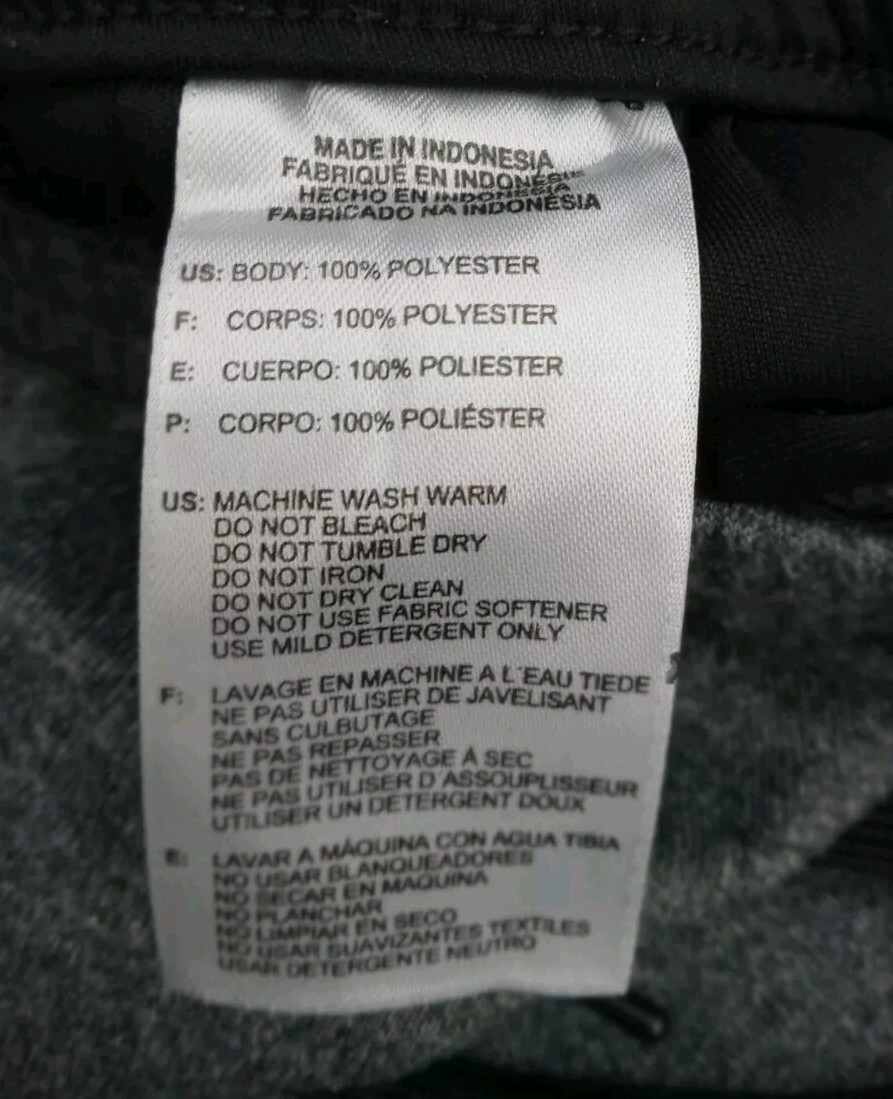 MADE IN INDONESIA
FABRIQUÉ EN INDONÉSIE
HECHO EN INDONESIA
FABRICADO NA INDONÉSIA
US: BODY: 100% POLYESTER
F: CORPS: 100% POLYESTER
E: CUERPO: 100% POLIESTER
P: CORPO: 100% POLIÉSTER
US: MACHINE WASH WARM
DO NOT BLEACH
DO NOT TUMBLE DRY
DO NOT IRON
DO NOT DRY CLEAN
DO NOT USE FABRIC SOFTENER
USE MILD DETERGENT ONLY
F: LAVAGE EN MACHINE A L'EAU TIEDE
NE PAS UTILISER DE JAVELISANT
SANS CULBUTAGE
NE PAS REPASSER
PAS DE NETTOYAGE À SEC
NE PAS UTILISER D'ASSOUPLISSEUR
UTILISER UN DÉTERGENT DOUX
E: LAVAR A MÁQUINA CON AGUA TIBIA
NO USAR BLANQUEADORES
NO SECAR EN MAQUINA
NO PLANCHAR
NO LIMPIAR EN SECO
NO USAR SUAVIZANTES TEXTILES
USAR DETERGENTE NEUTRO